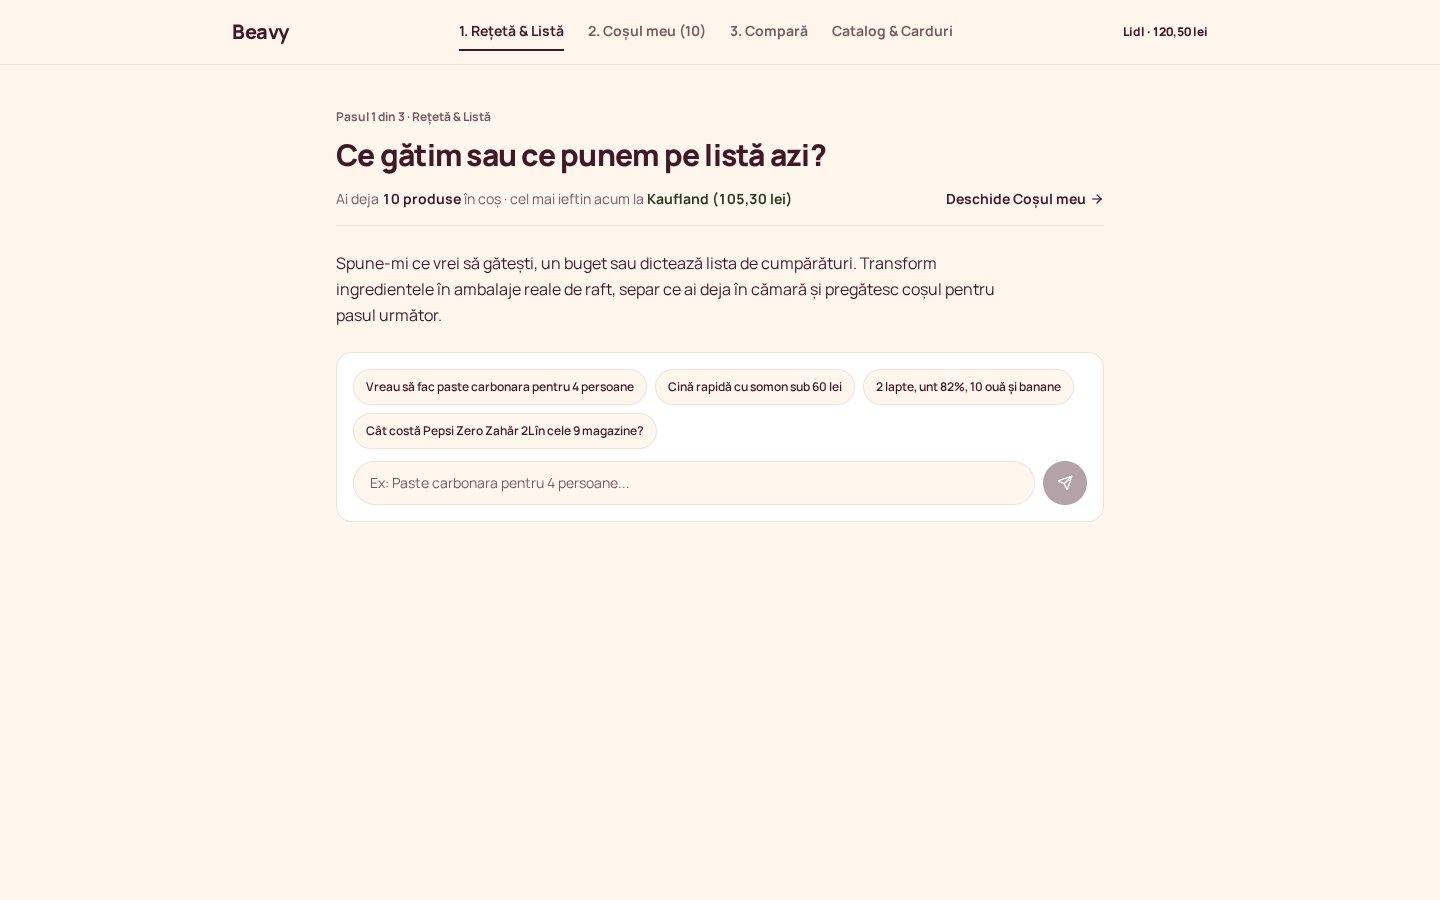 Beavy
1. Rețetă & Listă
2. Coșul meu (10)
3. Compară
Catalog & Carduri
Lidl · 120,50 lei
Pasul 1 din 3 · Rețetă & Listă
Ce gătim sau ce punem pe listă azi?
Ai deja 10 produse în coș · cel mai ieftin acum la Kaufland (105,30 lei)
Deschide Coșul meu →
Spune-mi ce vrei să gătești, un buget sau dictează lista de cumpărături. Transform
ingredientele în ambalaje reale de raft, separ ce ai deja în cămară și pregătesc coșul pentru
pasul următor.
Vreau să fac paste carbonara pentru 4 persoane
Cină rapidă cu somon sub 60 lei
2 lapte, unt 82%, 10 ouă și banane
Cât costă Pepsi Zero Zahăr 2L în cele 9 magazine?
Ex: Paste carbonara pentru 4 persoane...